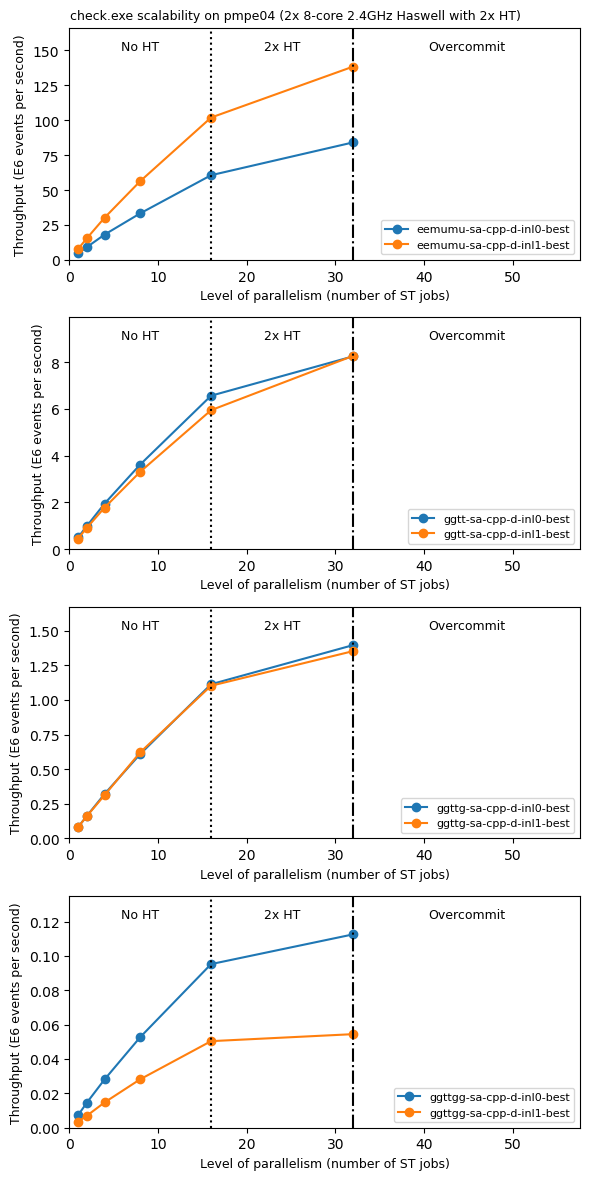 check.exe scalability on pmpe04 (2x 8-core 2.4GHz Haswell with 2x HT)
No HT 2x HT Overcommit
150
125
100
75
50
25
0
Throughput (E6 events per second)
eemumu-sa-cpp-d-inl0-best
eemumu-sa-cpp-d-inl1-best
0 10 20 30 40 50
Level of parallelism (number of ST jobs)
No HT 2x HT Overcommit
8
6
4
2
0
Throughput (E6 events per second)
ggtt-sa-cpp-d-inl0-best
ggtt-sa-cpp-d-inl1-best
0 10 20 30 40 50
Level of parallelism (number of ST jobs)
No HT 2x HT Overcommit
1.50
1.25
1.00
0.75
0.50
0.25
0.00
Throughput (E6 events per second)
ggttg-sa-cpp-d-inl0-best
ggttg-sa-cpp-d-inl1-best
0 10 20 30 40 50
Level of parallelism (number of ST jobs)
No HT 2x HT Overcommit
0.12
0.10
0.08
0.06
0.04
0.02
0.00
Throughput (E6 events per second)
ggttgg-sa-cpp-d-inl0-best
ggttgg-sa-cpp-d-inl1-best
0 10 20 30 40 50
Level of parallelism (number of ST jobs)